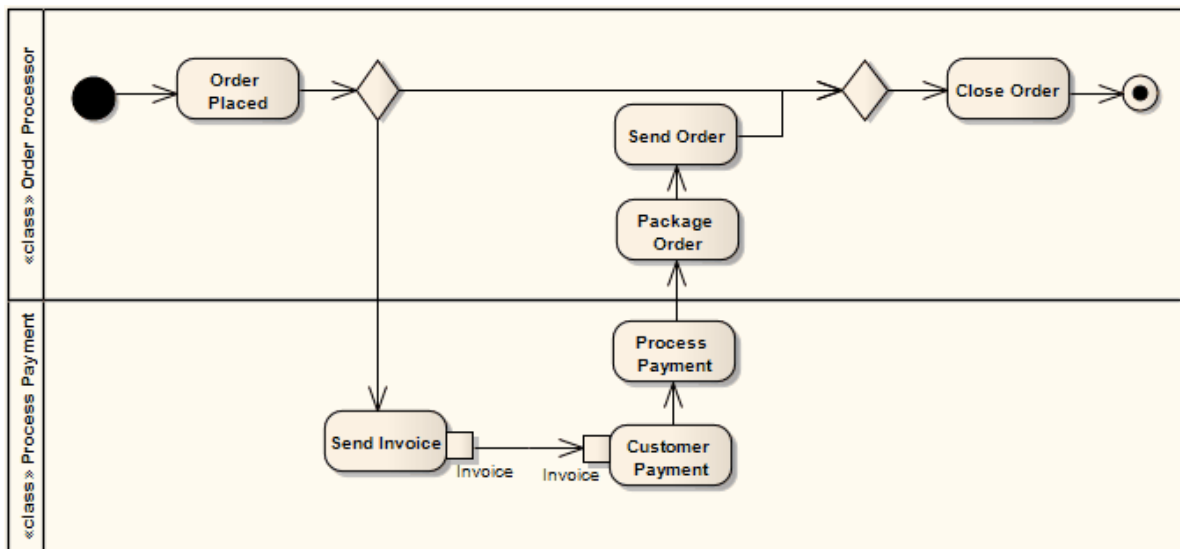 «class» Order Processor
Order
Placed
Close Order
Send Order
Package
Order
«class» Process Payment
Process
Payment
Send Invoice
Invoice
Invoice
Customer
Payment